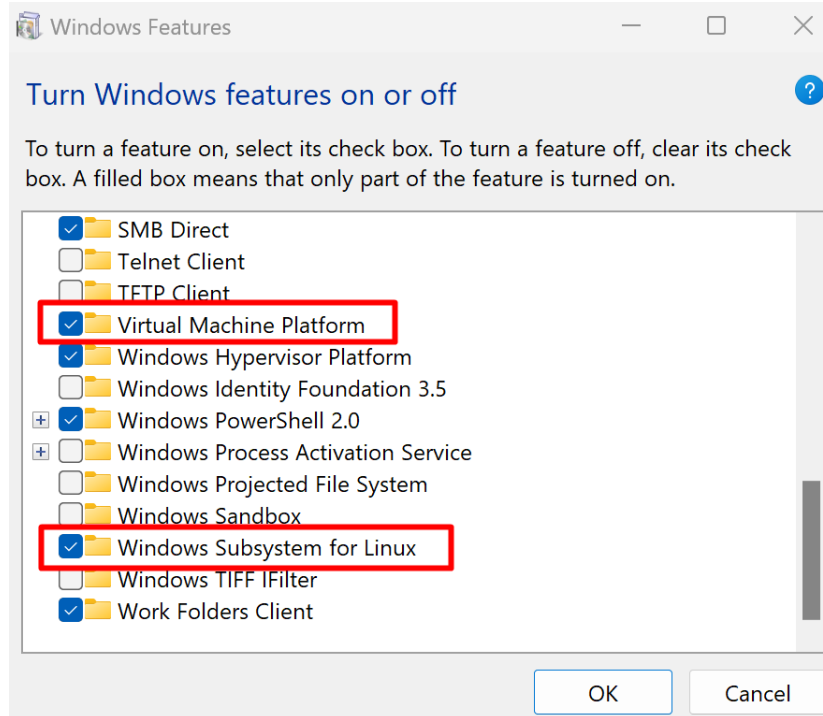 Windows Features
Turn Windows features on or off
?
To turn a feature on, select its check box. To turn a feature off, clear its check
box. A filled box means that only part of the feature is turned on.
SMB Direct
Telnet Client
TFTP Client
Virtual Machine Platform
Windows Hypervisor Platform
Windows Identity Foundation 3.5
Windows PowerShell 2.0
Windows Process Activation Service
Windows Projected File System
Windows Sandbox
Windows Subsystem for Linux
Windows TIFF IFilter
Work Folders Client
OK Cancel